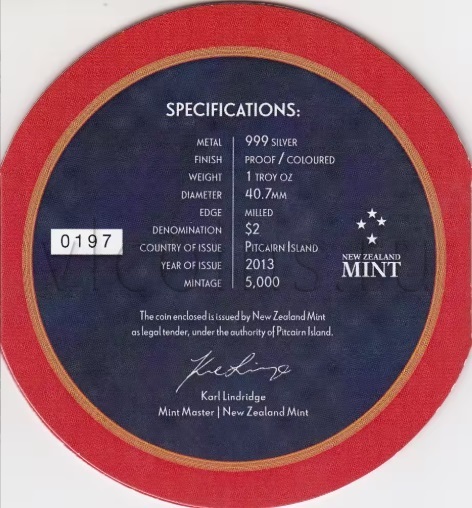 SPECIFICATIONS:
METAL 999 SILVER
FINISH PROOF / COLOURED
WEIGHT 1 TROY OZ
DIAMETER 40.7MM
EDGE MILLED
DENOMINATION $2
COUNTRY OF ISSUE PITCAIRN ISLAND
YEAR OF ISSUE 2013
MINTAGE 5,000
0197
NEW ZEALAND
MINT
The coin enclosed is issued by New Zealand Mint
as legal tender, under the authority of Pitcairn Island.
Karl Lindridge
Mint Master | New Zealand Mint